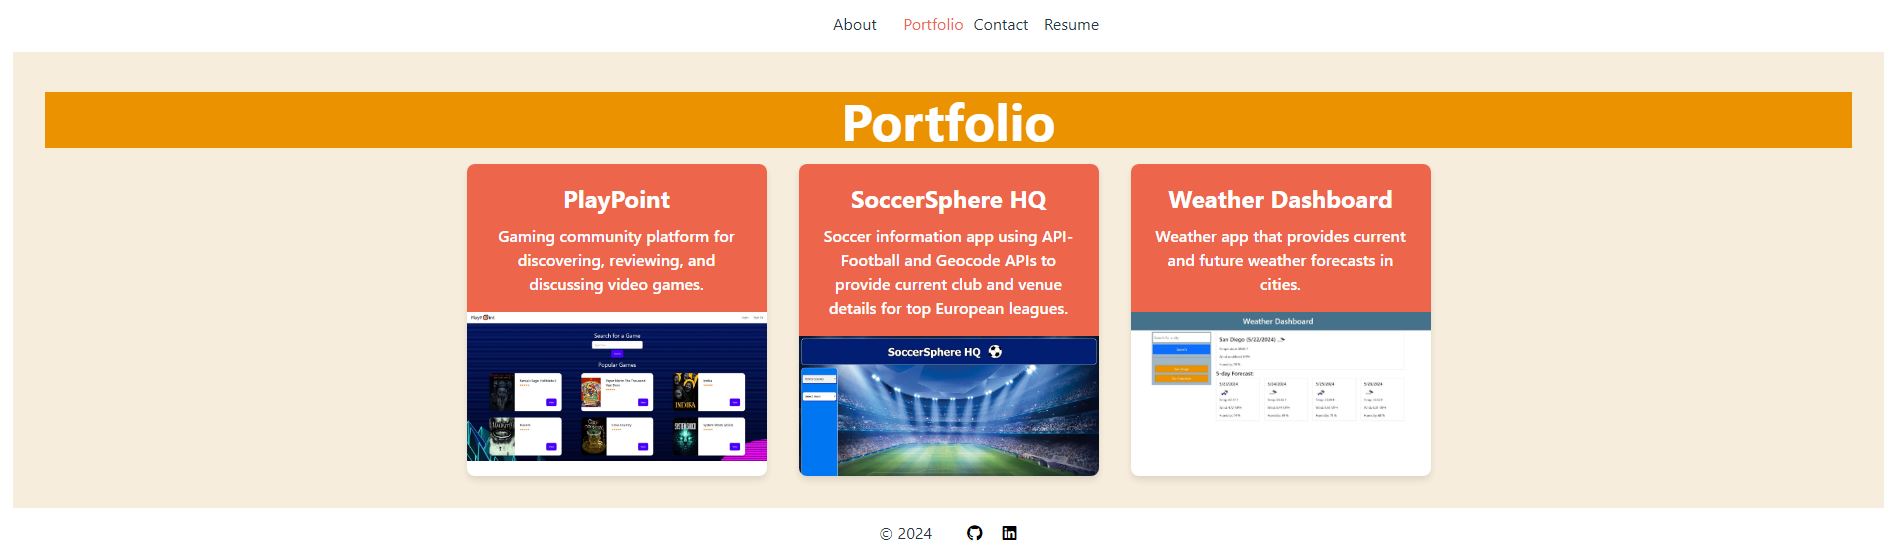 About Portfolio Contact Resume
Portfolio
PlayPoint
Gaming community platform for
discovering, reviewing, and
discussing video games.
Search for a Game
Popular Games
SoccerSphere HQ
Soccer information app using API-
Football and Geocode APIs to
provide current club and venue
details for top European leagues.
SoccerSphere HQ
Weather Dashboard
Weather app that provides current
and future weather forecasts in
cities.
Weather Dashboard
San Diego (5/22/2024)
5-day Forecast:
© 2024